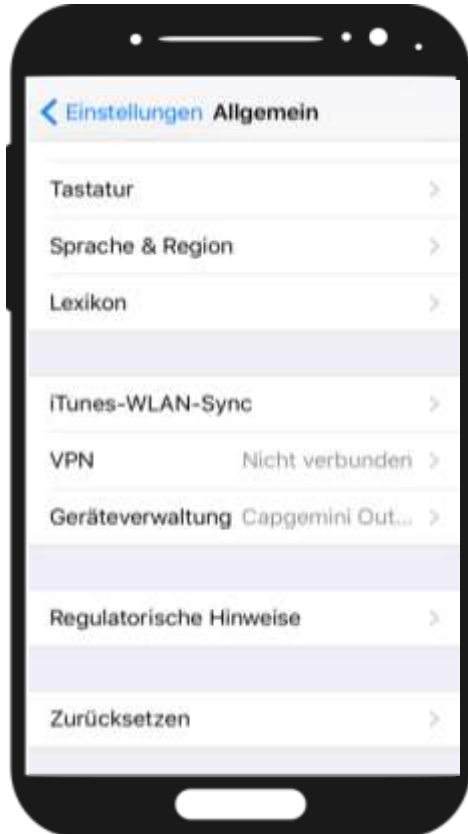 Einstellungen Allgemein
Tastatur
Sprache & Region
Lexikon
iTunes-WLAN-Sync
VPN Nicht verbunden
Geräteverwaltung Capgemini Out...
Regulatorische Hinweise
Zurücksetzen